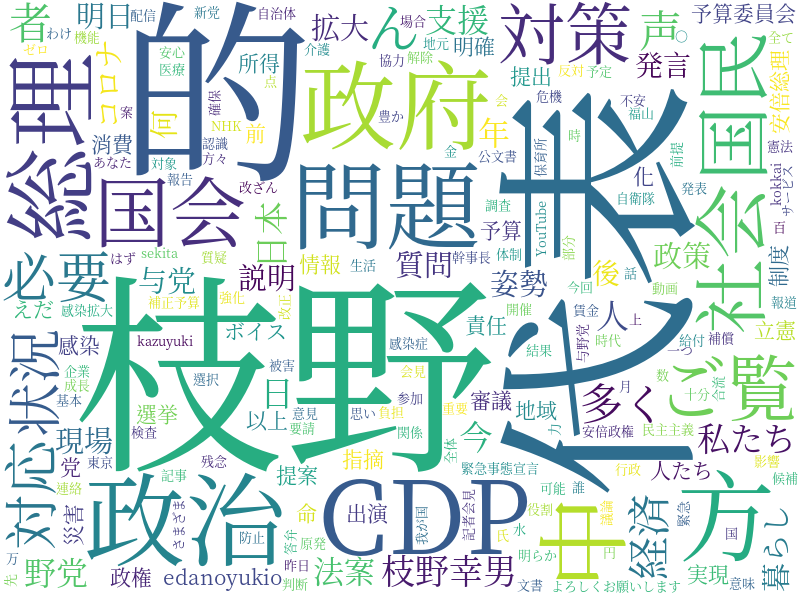 者
わけ
明日
配信
新党
自治体
機能
ゼロ
コロナ
安心
医療
総理
何
案
NHK
的
所得
介護
確保
前
消費
あなた
対象
認識
方々
報告
改ざん
政府
拡大
ん
場合
地元
支援
協力
解除
明確
点
会
豊か
年
金
公文書
提出
危機
対策
反対
予定
不安
福山
時
保育所
声
発言
前提
予算委員会
全て
安倍総理
国民
憲法
kokkai
サービス
百
国会
問題
代表
YouTube
部分
化
自衛隊
発表
調査
必要
与党
はず
sekita
質疑
日本
説明
情報
生活
質問
幹事長
体制
予算
姿勢
後
今回
話
動画
政策
制度
報道
社会
えだ
感染拡大
補正予算
強化
改正
ボイス
感染
kazuyuki
感染症
責任
開催
賃金
人
上
与野党
時代
給付
補償
立憲
一つ
対応
状況
企業
成長
基本
現場
検査
東京
党
選挙
選択
被害
日
以上
会見
参加
意見
要請
思い
負担
重要
関係
審議
今
結果
地域
力
多く
月
数
十分
合流
ご覧
安倍政権
民主主義
私たち
枝野
連絡
記事
残念
提案
指摘
全体
緊急事態宣言
可能
誰
行政
人たち
影響
候補
政治
災害
さまざま
命
出演
防止
答弁
原発
昨日
判断
CDP
我が国
記者会見
水
役割
氏
明らか
議論
円
中
経済
緊急
国
方
暮らし
万
先
野党
政権
edanoyukio
法案
枝野幸男
文書
よろしくお願いします
実現
意味